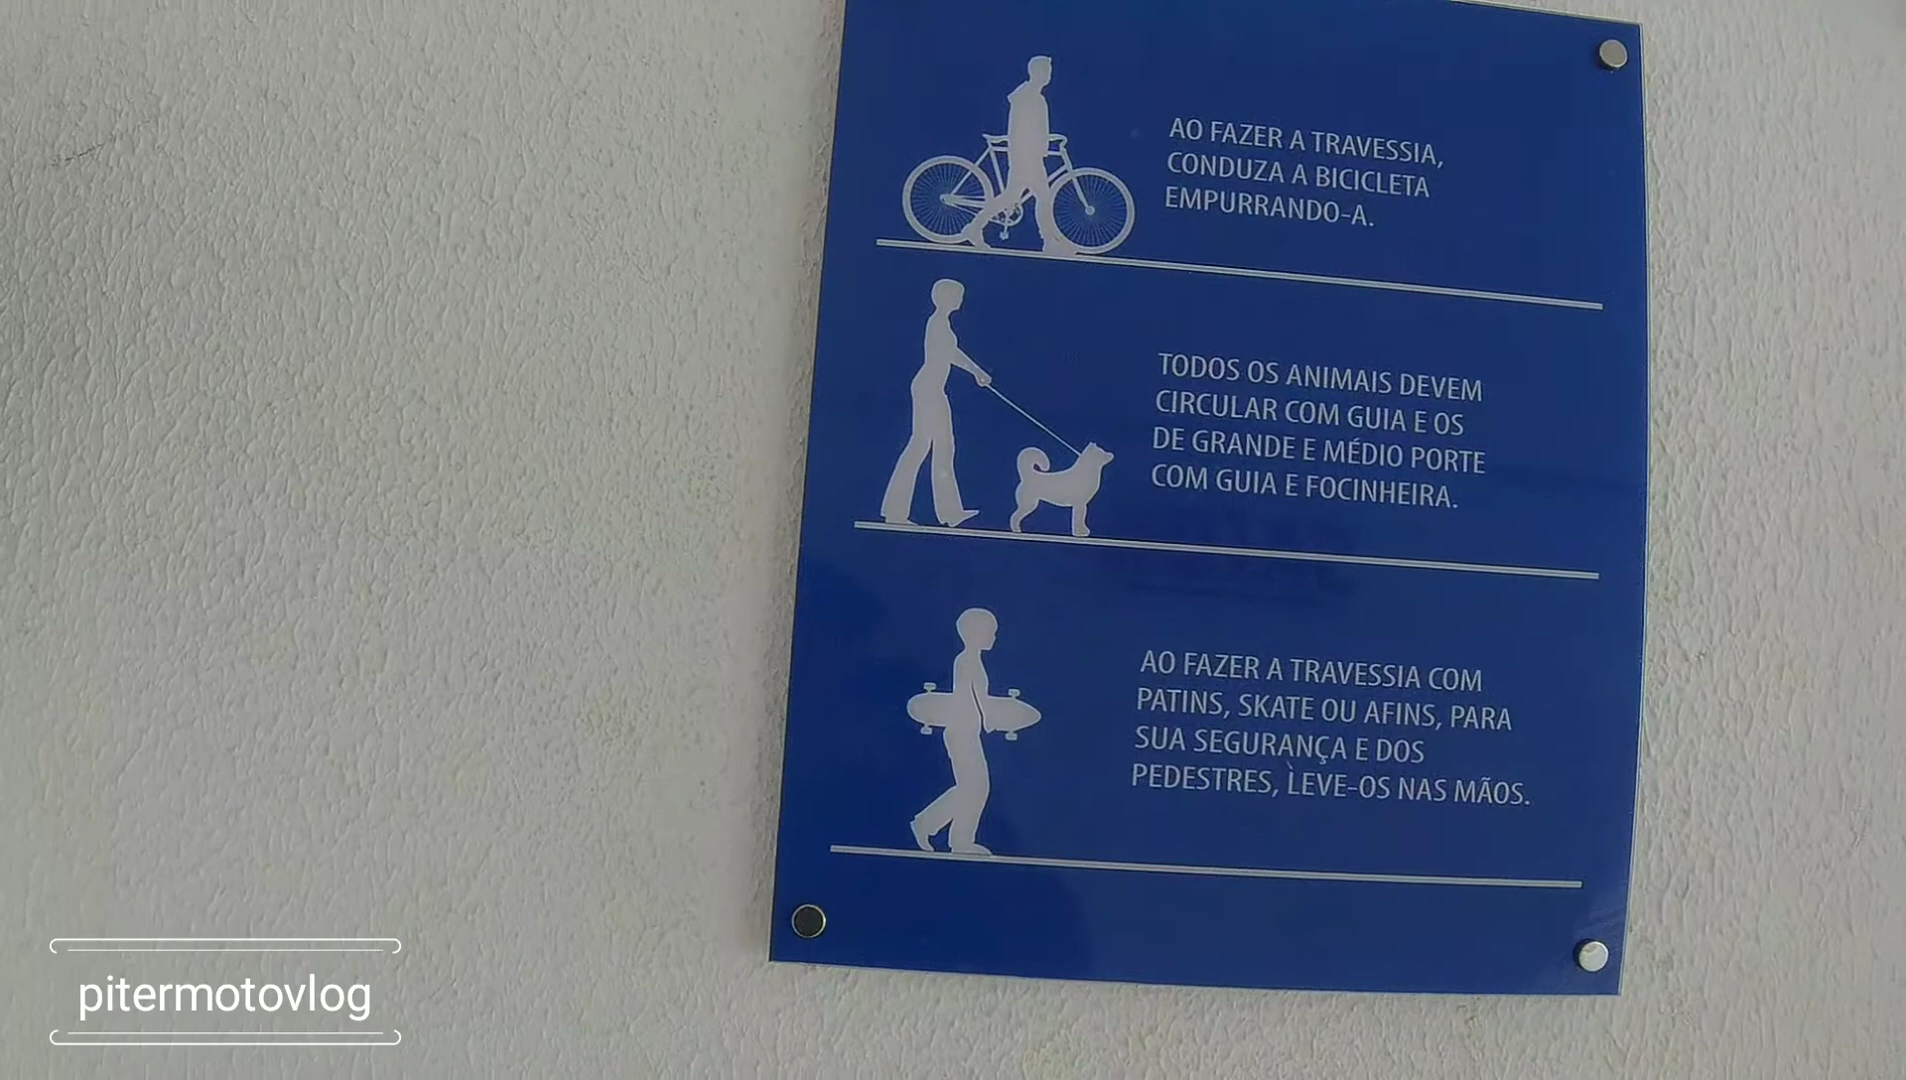 AO FAZER A TRAVESSIA,
CONDUZA A BICICLETA
EMPURRANDO-A.
TODOS OS ANIMAIS DEVEM
CIRCULAR COM GUIA E OS
DE GRANDE E MÉDIO PORTE
COM GUIA E FOCINHEIRA.
AO FAZER A TRAVESSIA COM
PATINS, SKATE OU AFINS, PARA
SUA SEGURANÇA E DOS
PEDESTRES, LEVE-OS NAS MÃOS.
pitermotovlog